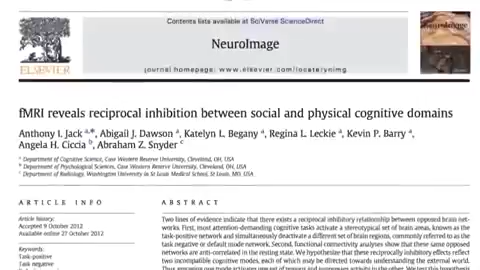 Contents lists available at SciVerse ScienceDirect
NeuroImage
ELSEVIER
journal homepage: www.elsevier.com/locate/ynimg
NeuroImage
fMRI reveals reciprocal inhibition between social and physical cognitive domains
Anthony I. Jack a,*, Abigail J. Dawson a, Katelyn L. Begany a, Regina L. Leckie a, Kevin P. Barry a,
Angela H. Ciccia b, Abraham Z. Snyder c
a Department of Cognitive Science, Case Western Reserve University, Cleveland, OH, USA
b Department of Psychological Sciences, Case Western Reserve University, Cleveland, OH, USA
c Department of Radiology, Washington University in St Louis Medical School, St Louis, MO, USA
ARTICLE INFO
ABSTRACT
Article history:
Accepted 9 October 2012
Available online 27 October 2012
Keywords:
Task-positive
Task-negative
Two lines of evidence indicate that there exists a reciprocal inhibitory relationship between opposed brain net-
works. First, most attention-demanding cognitive tasks activate a stereotypical set of brain areas, known as the
task-positive network and simultaneously deactivate a different set of brain regions, commonly referred to as the
task negative or default mode network. Second, functional connectivity analyses show that these same opposed
networks are anti-correlated in the resting state. We hypothesize that these reciprocally inhibitory effects reflect
two incompatible cognitive modes, each of which may be directed towards understanding the external world.